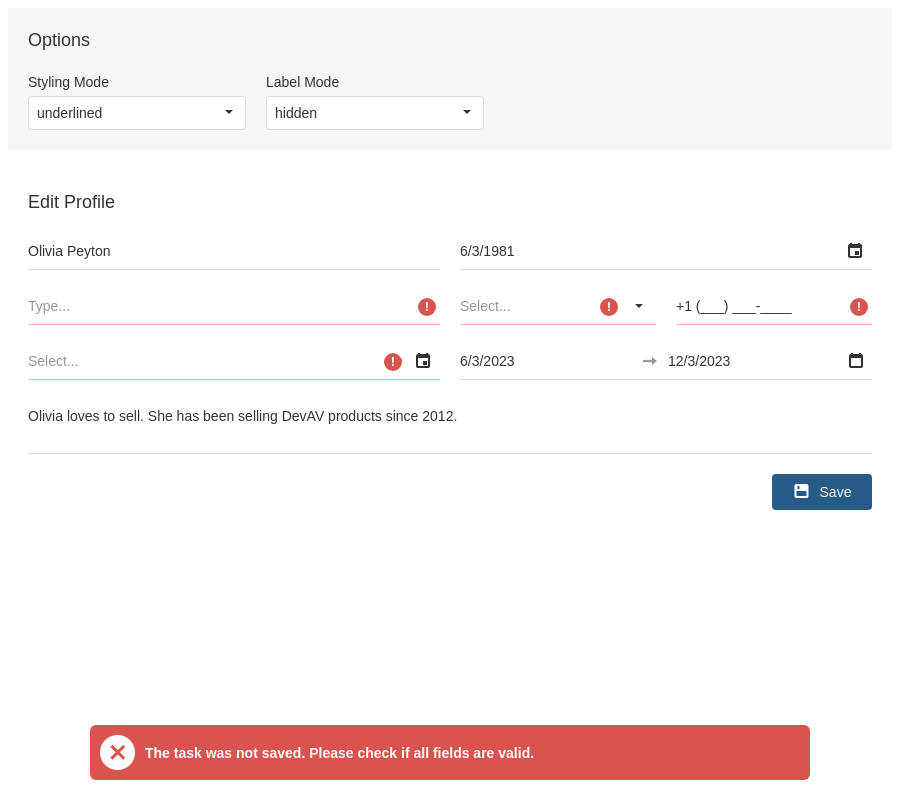 Options
Styling Mode Label Mode
underlined hidden
Edit Profile
Olivia Peyton 6/3/1981
Type... Select... +1 (___) ___-____
Select... 6/3/2023 12/3/2023
Olivia loves to sell. She has been selling DevAV products since 2012.
Save
The task was not saved. Please check if all fields are valid.